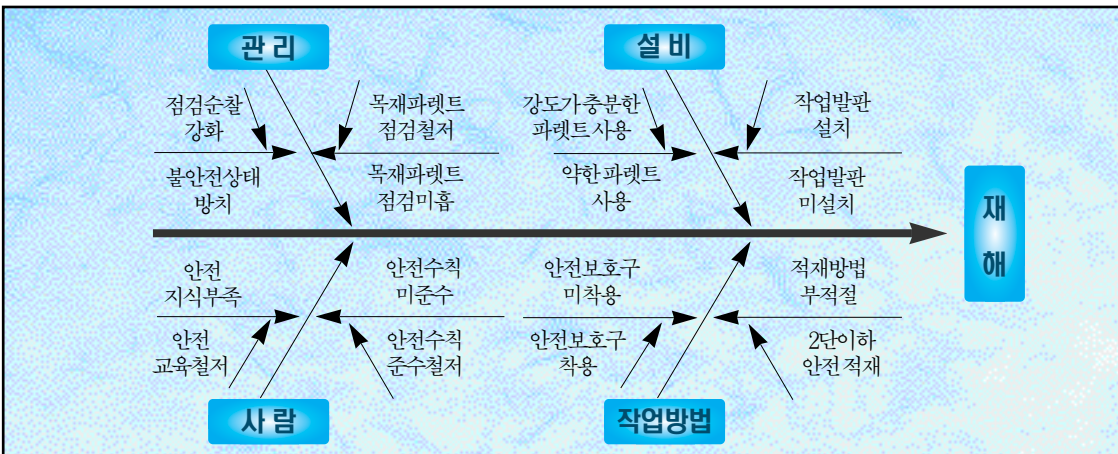 관 리
설 비
점검순찰
강화
목재파렛트
점검철저
강도가충분한
파렛트사용
작업발판
설치
불안전상태
방치
목재파렛트
점검미흡
약한파렛트
사용
작업발판
미설치
재
해
안전
지식부족
안전수칙
미준수
안전보호구
미착용
적재방법
부적절
안전
교육철저
안전수칙
준수철저
안전보호구
착용
2단이하
안전적재
사 람
작업방법